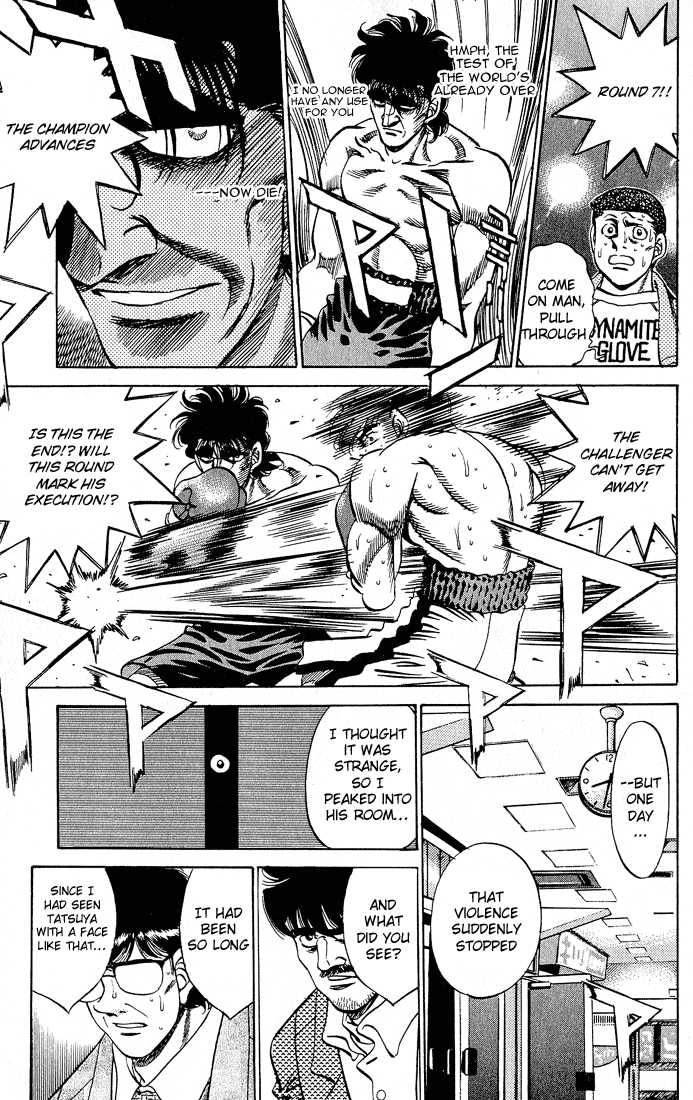 ROUND 7!!
COME
ON MAN,
PULL
THROUGH
DYNAMITE
GLOVE
HMPH, THE
TEST OF
THE WORLD'S
ALREADY OVER
I NO LONGER
HAVE ANY USE
FOR YOU
---NOW DIE!
THE CHAMPION
ADVANCES
THE
CHALLENGER
CAN'T GET
AWAY!
IS THIS THE
END!? WILL
THIS ROUND
MARK HIS
EXECUTION!?
--BUT
ONE
DAY
...
THAT
VIOLENCE
SUDDENLY
STOPPED
I THOUGHT
IT WAS
STRANGE,
SO I
PEAKED INTO
HIS ROOM...
AND
WHAT
DID YOU
SEE?
IT HAD
BEEN
SO LONG
SINCE I
HAD SEEN
TATSUYA
WITH A FACE
LIKE THAT...